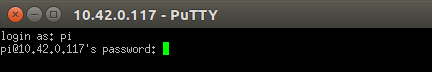 10.42.0.117 - PuTTY
login as: pi
pi@10.42.0.117's password: